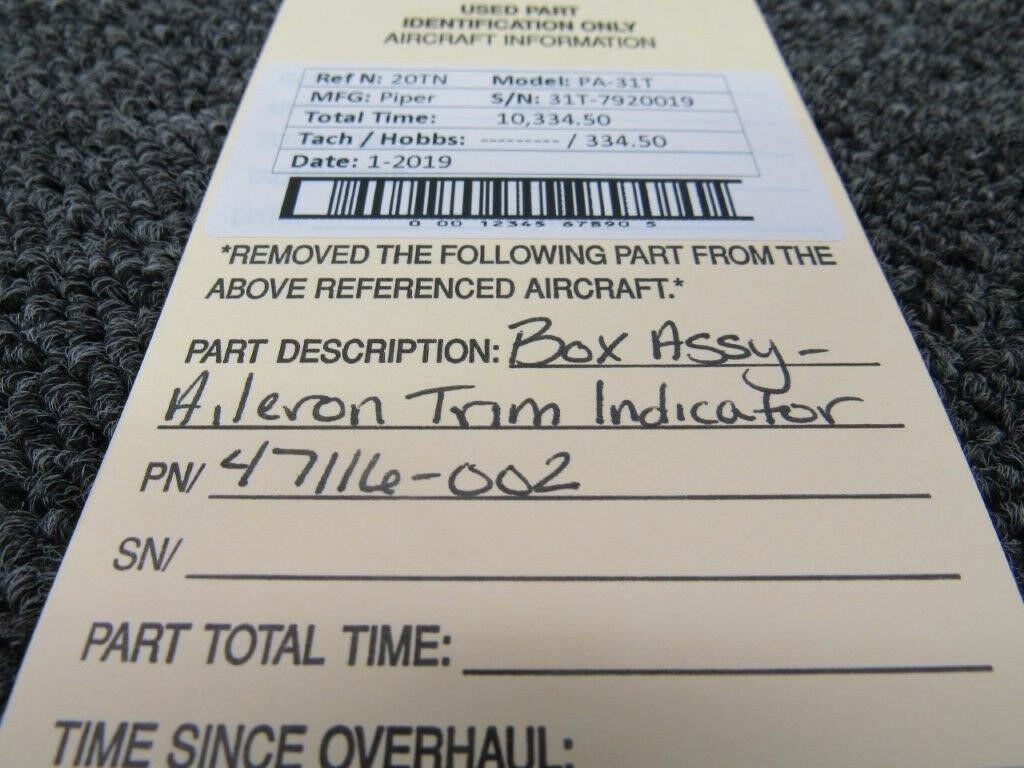 USED PART
IDENTIFICATION ONLY
AIRCRAFT INFORMATION
Ref N: 20TN Model: PA-31T
MFG: Piper S/N: 31T-7920019
Total Time: 10,334.50
Tach / Hobbs: --------- / 334.50
Date: 1-2019
0 00 12345 67890 5
*REMOVED THE FOLLOWING PART FROM THE
ABOVE REFERENCED AIRCRAFT.*
PART DESCRIPTION: Box Assy-
Aileron Trim Indicator
PN/ 47116-002
SN/
PART TOTAL TIME:
TIME SINCE OVERHAUL: